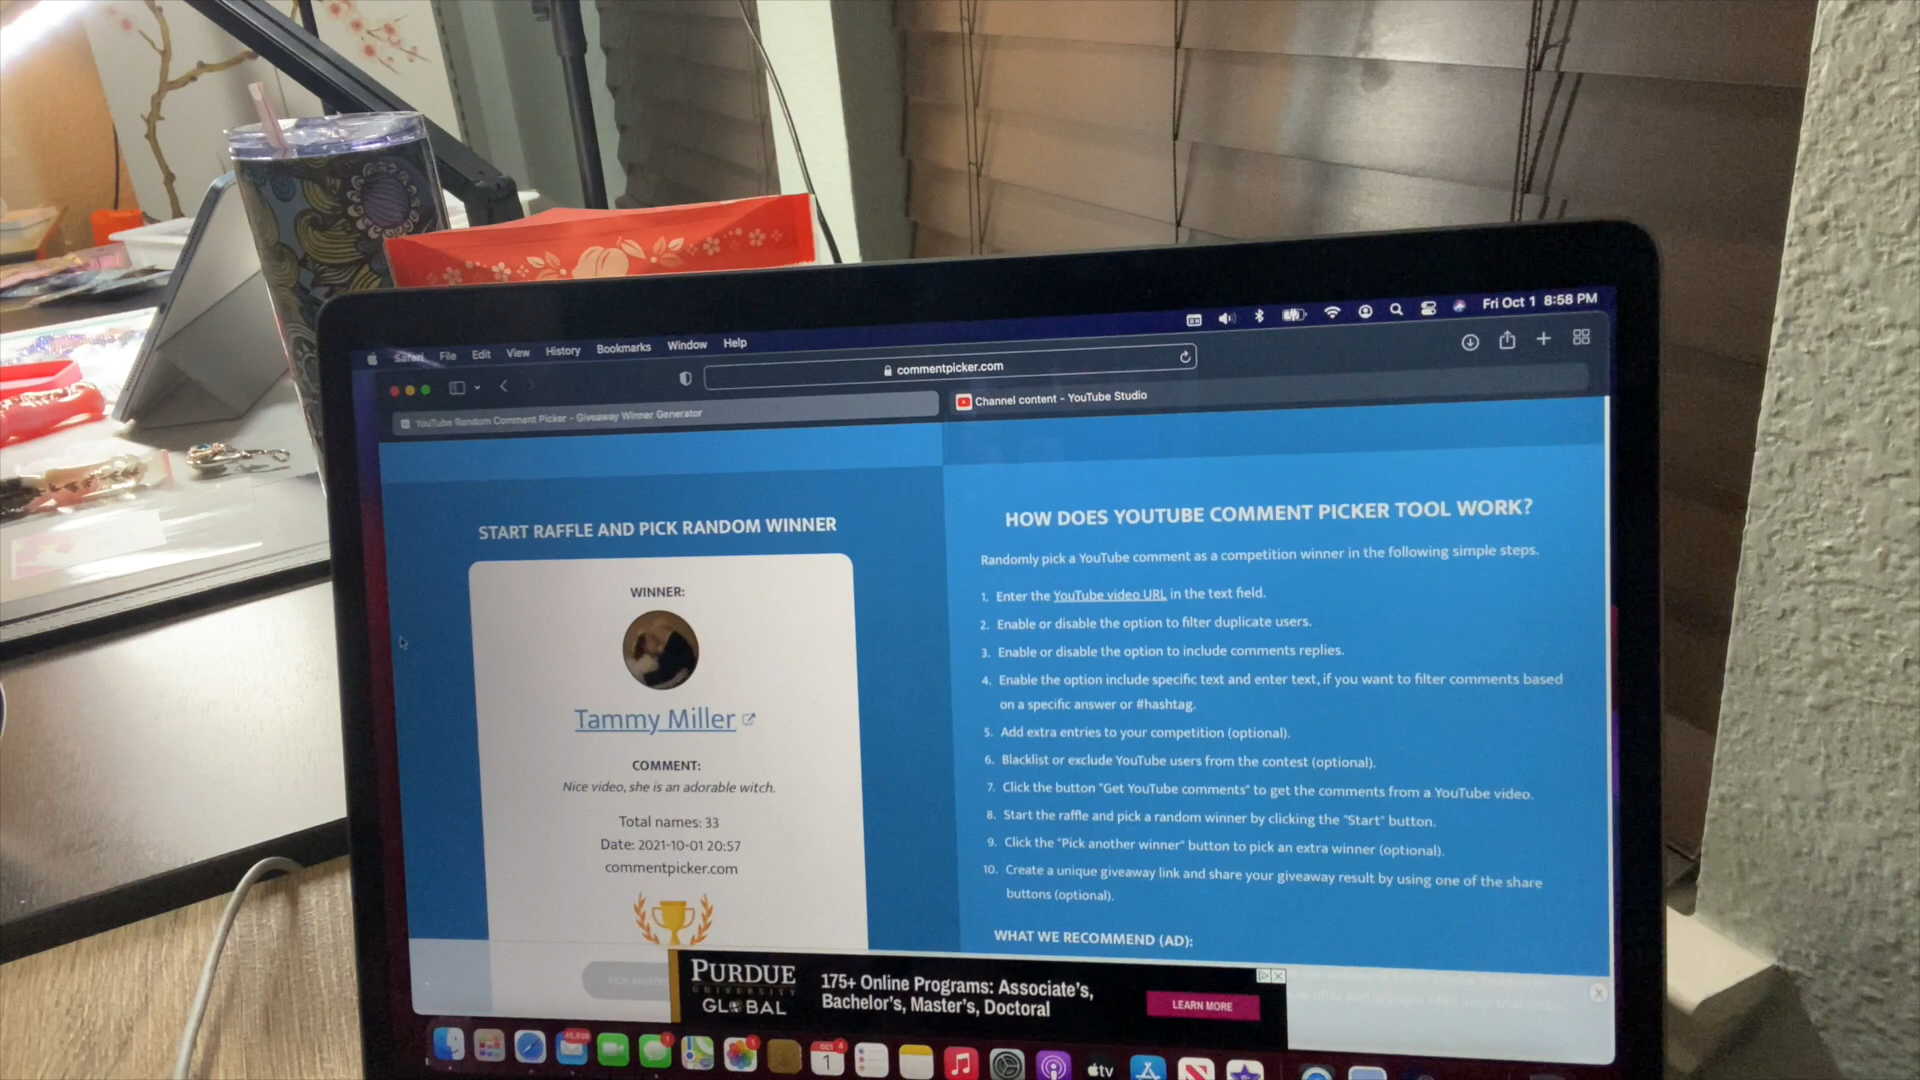 Safari File Edit View History Bookmarks Window Help
Fri Oct 1 8:58 PM
commentpicker.com
YouTube Random Comment Picker - Giveaway Winner Generator
Channel content - YouTube Studio
START RAFFLE AND PICK RANDOM WINNER
WINNER:
Tammy Miller
COMMENT:
Nice video, she is an adorable witch.
Total names: 33
Date: 2021-10-01 20:57
commentpicker.com
HOW DOES YOUTUBE COMMENT PICKER TOOL WORK?
Randomly pick a YouTube comment as a competition winner in the following simple steps.
1. Enter the YouTube video URL in the text field.
2. Enable or disable the option to filter duplicate users.
3. Enable or disable the option to include comments replies.
4. Enable the option include specific text and enter text, if you want to filter comments based
on a specific answer or #hashtag.
5. Add extra entries to your competition (optional).
6. Blacklist or exclude YouTube users from the contest (optional).
7. Click the button "Get YouTube comments" to get the comments from a YouTube video.
8. Start the raffle and pick a random winner by clicking the "Start" button.
9. Click the "Pick another winner" button to pick an extra winner (optional).
10. Create a unique giveaway link and share your giveaway result by using one of the share
buttons (optional).
WHAT WE RECOMMEND (AD):
PURDUE
UNIVERSITY
GLOBAL
175+ Online Programs: Associate's,
Bachelor's, Master's, Doctoral
LEARN MORE
OCT
1
tv